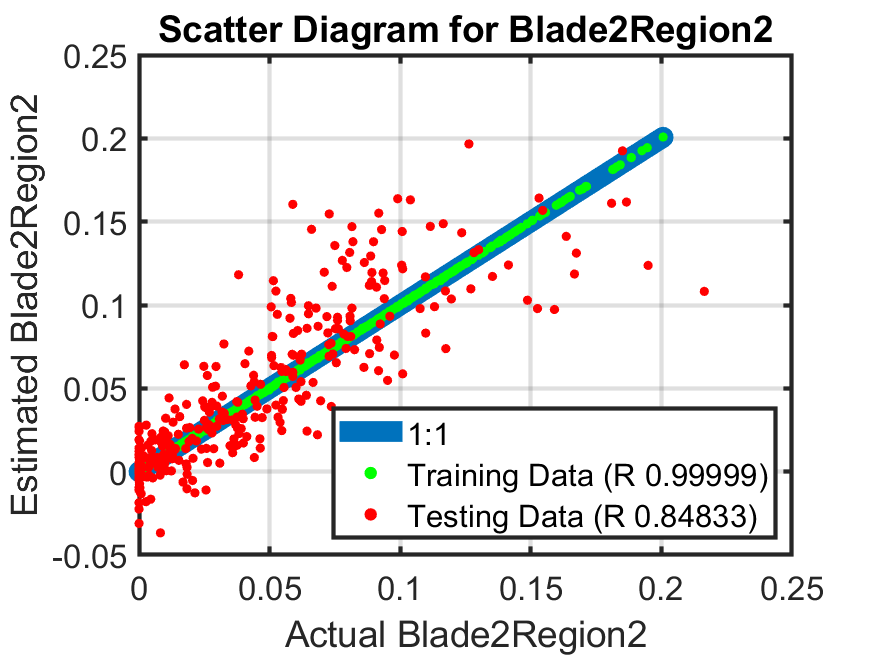 Scatter Diagram for Blade2Region2
Estimated Blade2Region2
0.25
0.2
0.15
0.1
0.05
0
-0.05
1:1
Training Data (R 0.99999)
Testing Data (R 0.84833)
0 0.05 0.1 0.15 0.2 0.25
Actual Blade2Region2